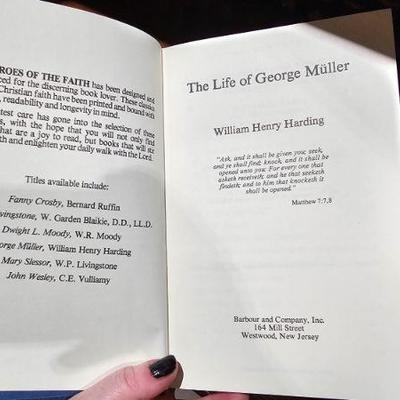 ROES OF THE FAITH has been designed and
ced for the discerning book lover. These classics
Christian faith have been printed and bound with
, readability and longevity in mind.
test care has gone into the selection of these
s, with the hope that you will not only find
that are a joy to read, but books that will
th and enlighten your daily walk with the Lord.
Titles available include:
Fanny Crosby, Bernard Ruffin
ivingstone, W. Garden Blaikie, D.D., LL.D.
Dwight L. Moody, W.R. Moody
orge Müller, William Henry Harding
Mary Slessor, W.P. Livingstone
John Wesley, C.E. Vulliamy
The Life of George Müller
William Henry Harding
"Ask, and it shall be given you; seek,
and ye shall find; knock, and it shall be
opened unto you: For every one that
asketh receiveth; and he that seeketh
findeth; and to him that knocketh it
shall be opened."
Matthew 7:7,8
Barbour and Company, Inc.
164 Mill Street
Westwood, New Jersey